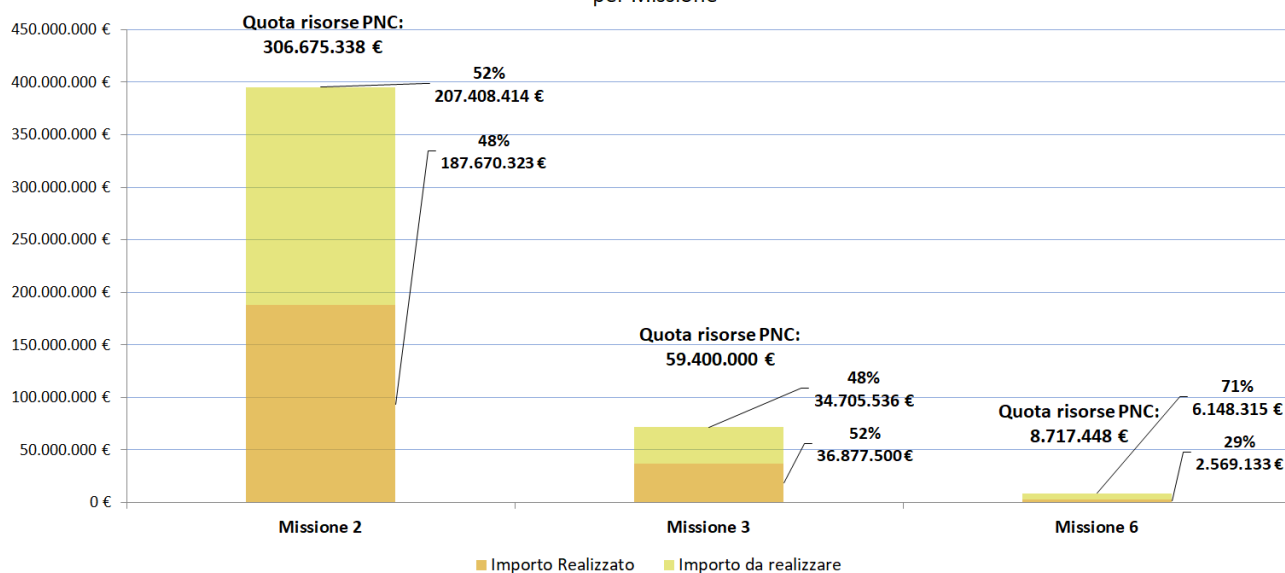 per Missione
450.000.000 €
400.000.000 €
350.000.000 €
300.000.000 €
250.000.000 €
200.000.000 €
150.000.000 €
100.000.000 €
50.000.000 €
0 €
Quota risorse PNC:
306.675.338 €
52%
207.408.414 €
48%
187.670.323 €
Quota risorse PNC:
59.400.000 €
48%
34.705.536 €
52%
36.877.500 €
Quota risorse PNC:
8.717.448 €
71%
6.148.315 €
29%
2.569.133 €
Missione 2
Missione 3
Missione 6
Importo Realizzato
Importo da realizzare